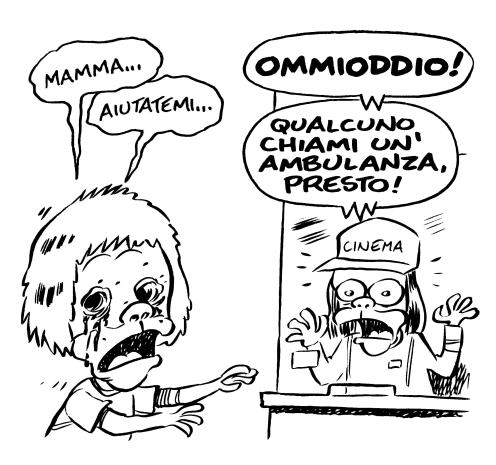 MAMMA...
AIUTATEMI...
OMMIODDIO!
QUALCUNO
CHIAMI UN'
AMBULANZA,
PRESTO!
CINEMA